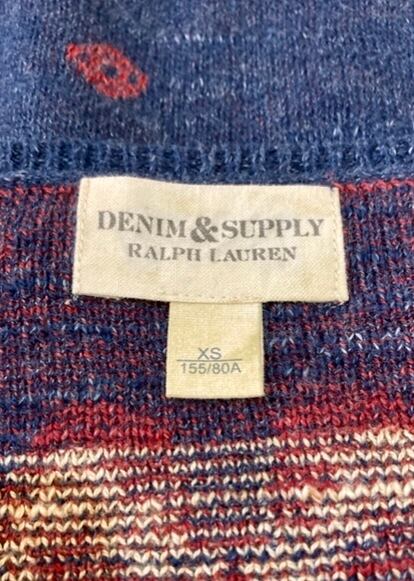 DENIM & SUPPLY
RALPH LAUREN
XS
155/80A